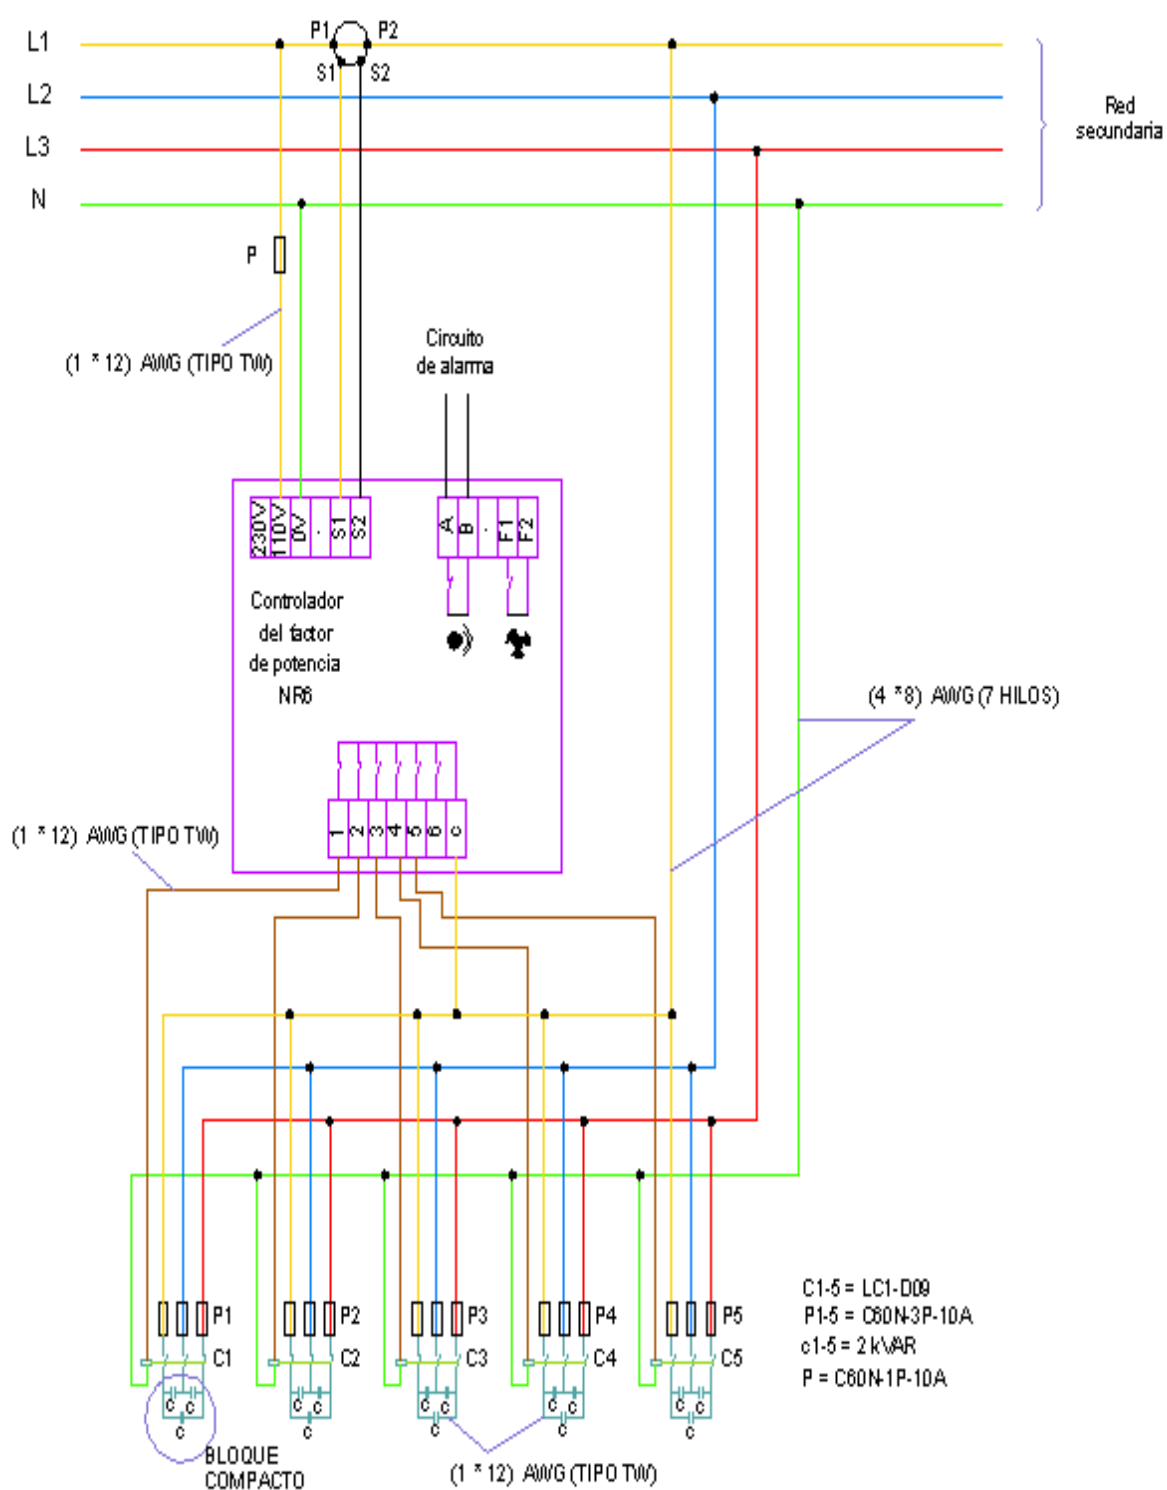 L1
P1
P2
S1
S2
L2
L3
N
Red
secundaria
P
(1 * 12) AWG (TIPO TW)
Circuito
de alarma
230V
110V
0V
.
S1
S2
A
B
.
F1
F2
Controlador
del factor
de potencia
NR6
(4 *8) AWG (7 HILOS)
1
2
3
4
5
6
c
(1 * 12) AWG (TIPO TW)
P1
P2
P3
P4
P5
C1
C2
C3
C4
C5
C1-5 = LC1-D09
P1-5 = C60N-3P-10A
c1-5 = 2 kVAR
P = C60N-1P-10A
C C
C
C C
C
C C
C
C C
C
C C
C
BLOQUE
COMPACTO
(1 * 12) AWG (TIPO TW)